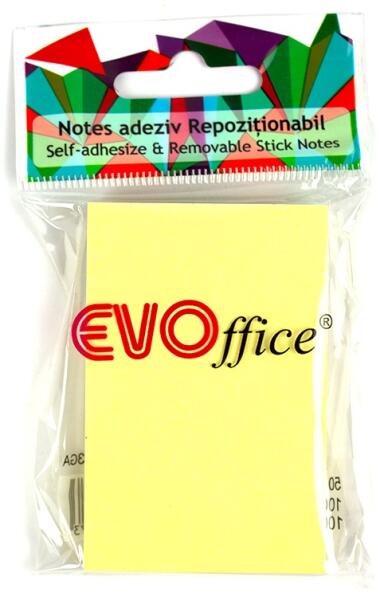 Notes adeziv Repoziționabil
Self-adhesize & Removable Stick Notes
EVOffice®